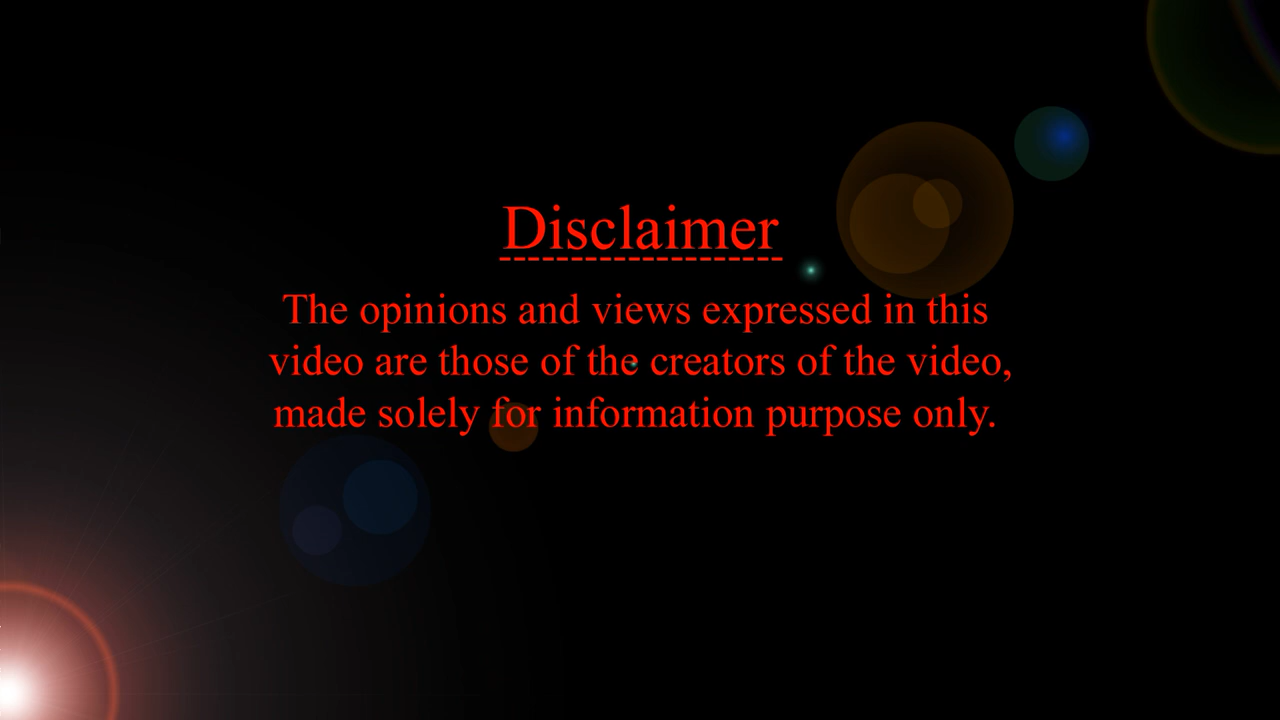 Disclaimer
The opinions and views expressed in this
video are those of the creators of the video,
made solely for information purpose only.